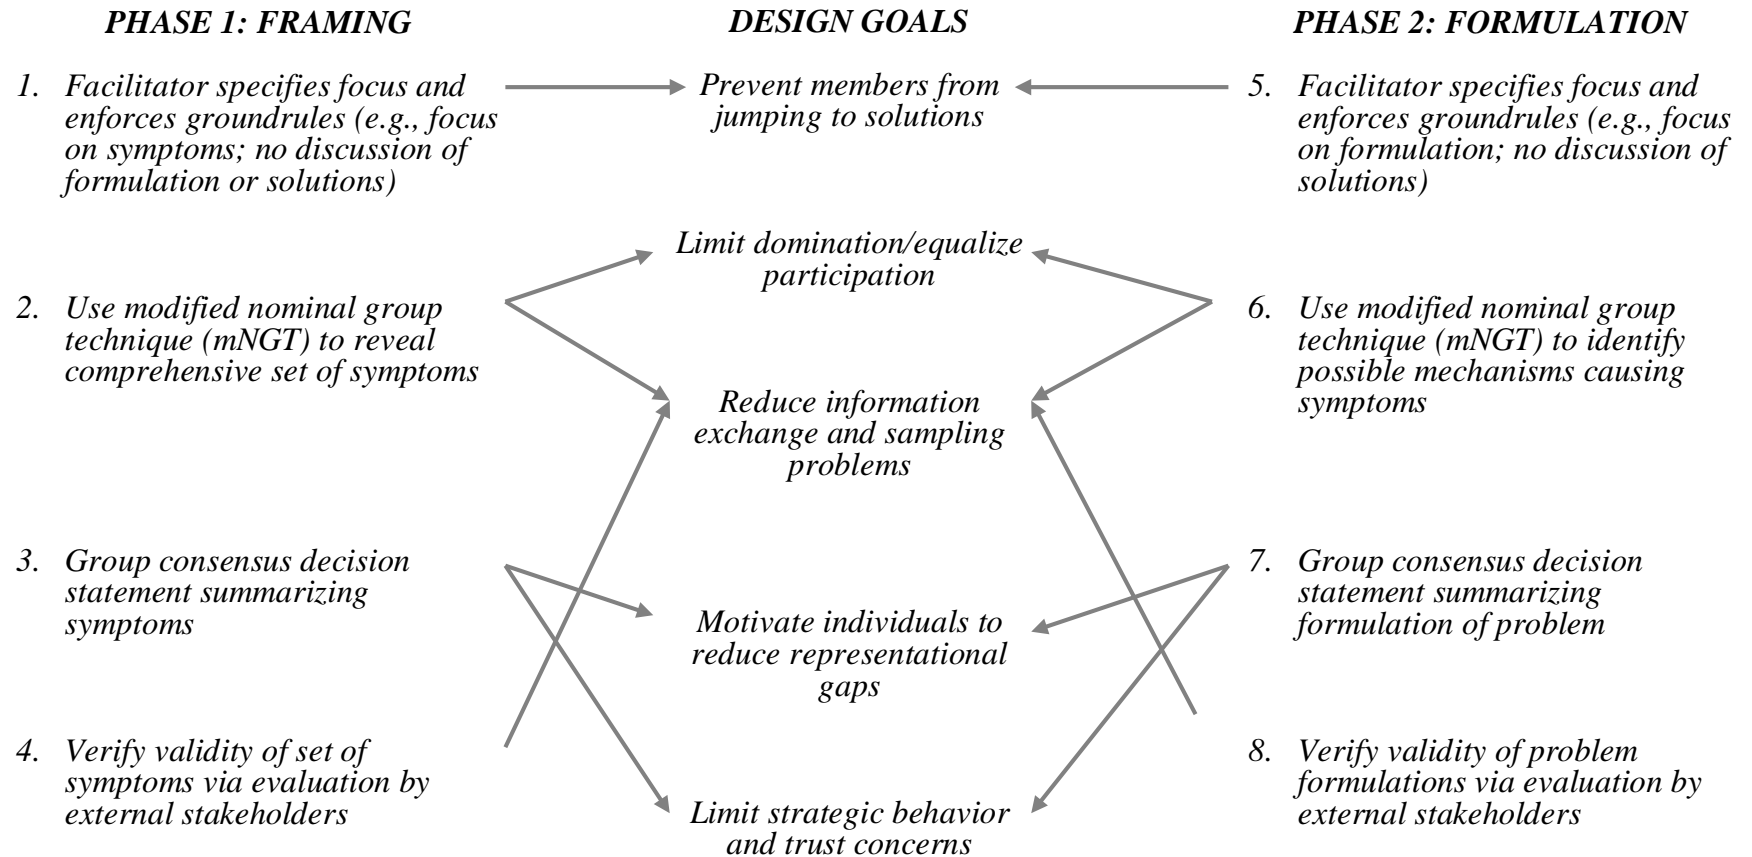 PHASE 1: FRAMING
1. Facilitator specifies focus and
enforces groundrules (e.g., focus
on symptoms; no discussion of
formulation or solutions)
2. Use modified nominal group
technique (mNGT) to reveal
comprehensive set of symptoms
3. Group consensus decision
statement summarizing
symptoms
4. Verify validity of set of
symptoms via evaluation by
external stakeholders
DESIGN GOALS
Prevent members from
jumping to solutions
Limit domination/equalize
participation
Reduce information
exchange and sampling
problems
Motivate individuals to
reduce representational
gaps
Limit strategic behavior
and trust concerns
PHASE 2: FORMULATION
5. Facilitator specifies focus and
enforces groundrules (e.g., focus
on formulation; no discussion of
solutions)
6. Use modified nominal group
technique (mNGT) to identify
possible mechanisms causing
symptoms
7. Group consensus decision
statement summarizing
formulation of problem
8. Verify validity of problem
formulations via evaluation by
external stakeholders